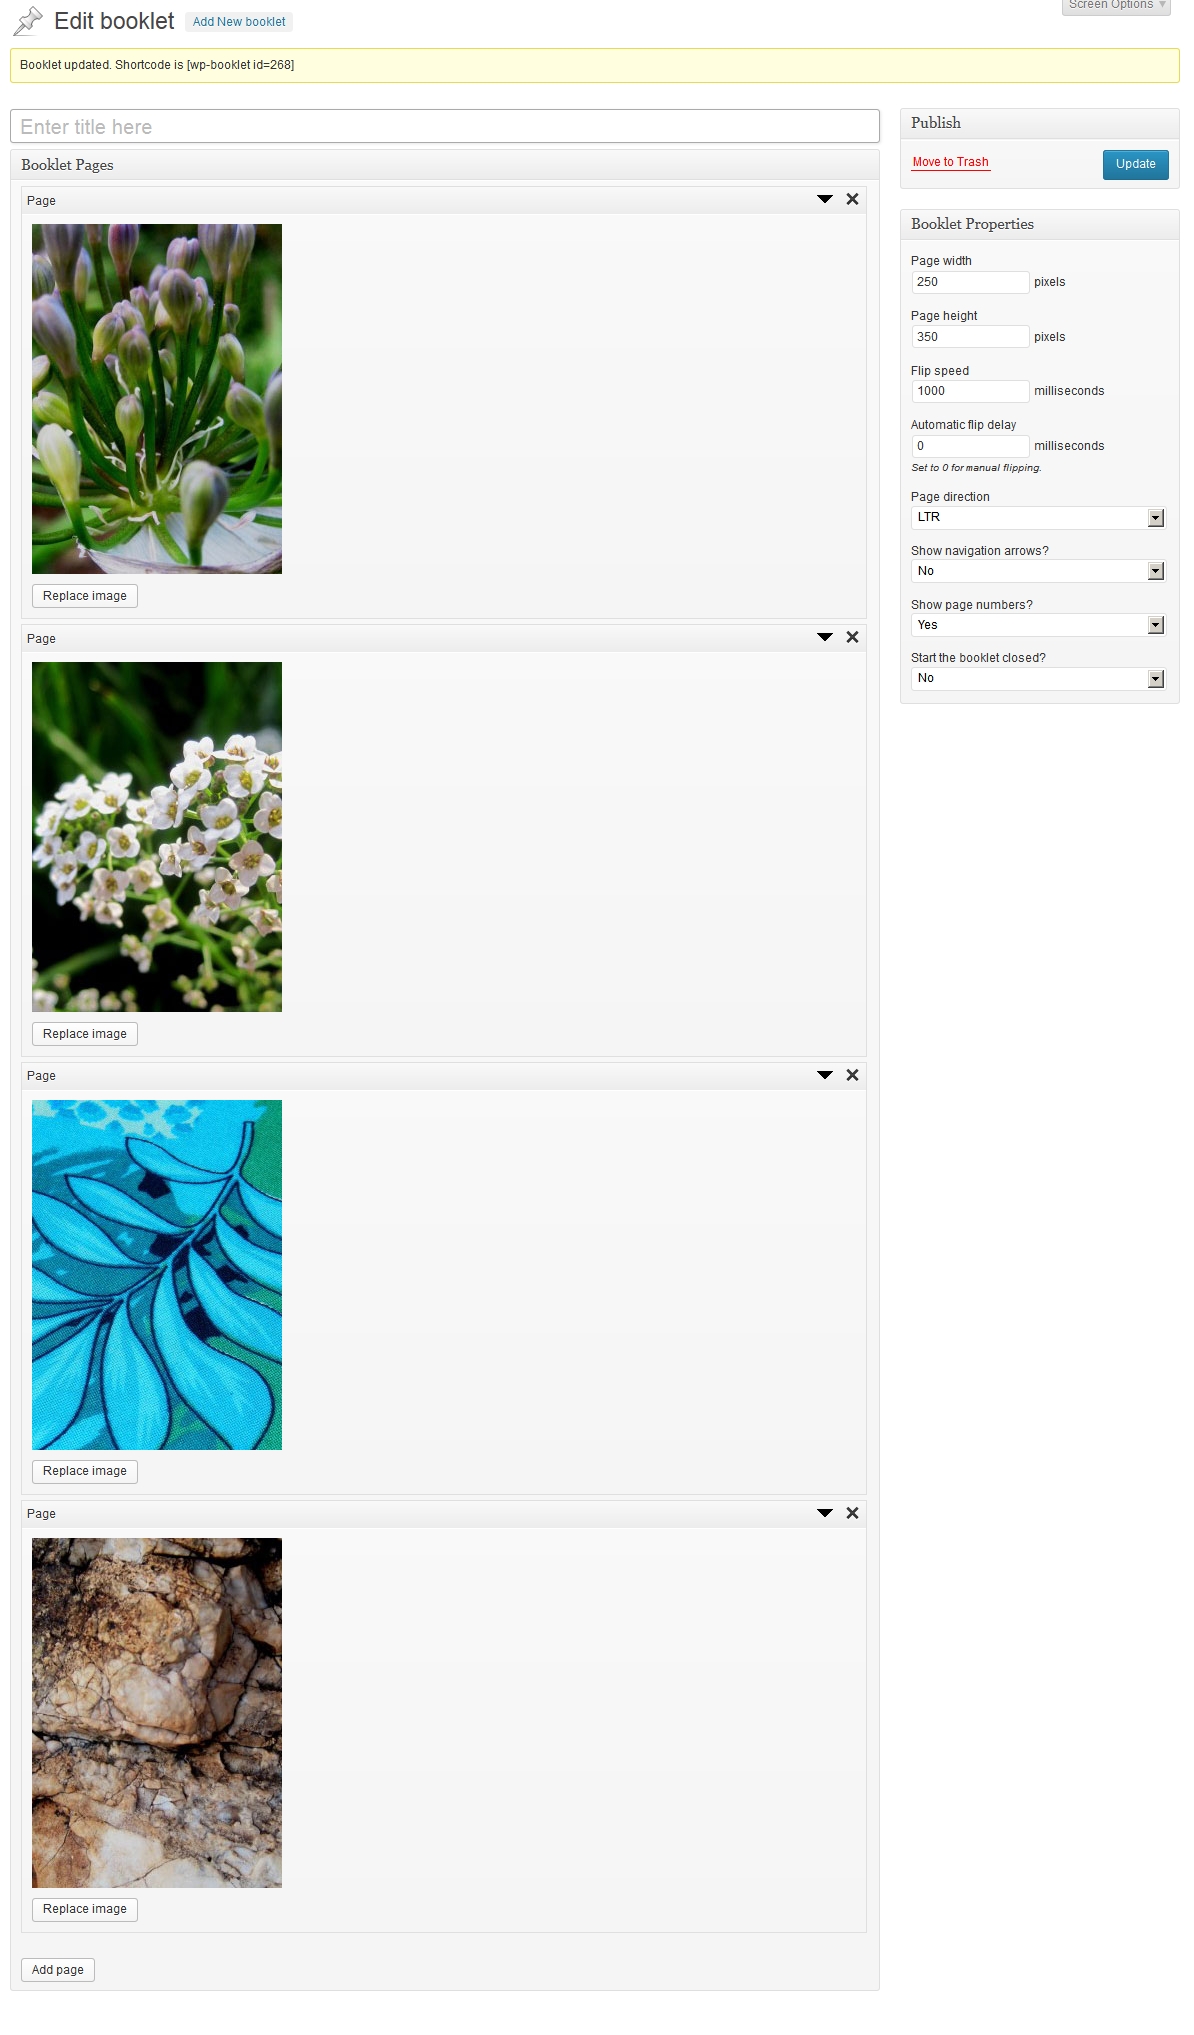 Screen Options
Edit booklet
Add New booklet
Booklet updated. Shortcode is [wp-booklet id=268]
Enter title here
Booklet Pages
Page
Replace image
Page
Replace image
Page
Replace image
Page
Replace image
Add page
Publish
Move to Trash
Update
Booklet Properties
Page width
250 pixels
Page height
350 pixels
Flip speed
1000 milliseconds
Automatic flip delay
0 milliseconds
Set to 0 for manual flipping.
Page direction
LTR
Show navigation arrows?
No
Show page numbers?
Yes
Start the booklet closed?
No